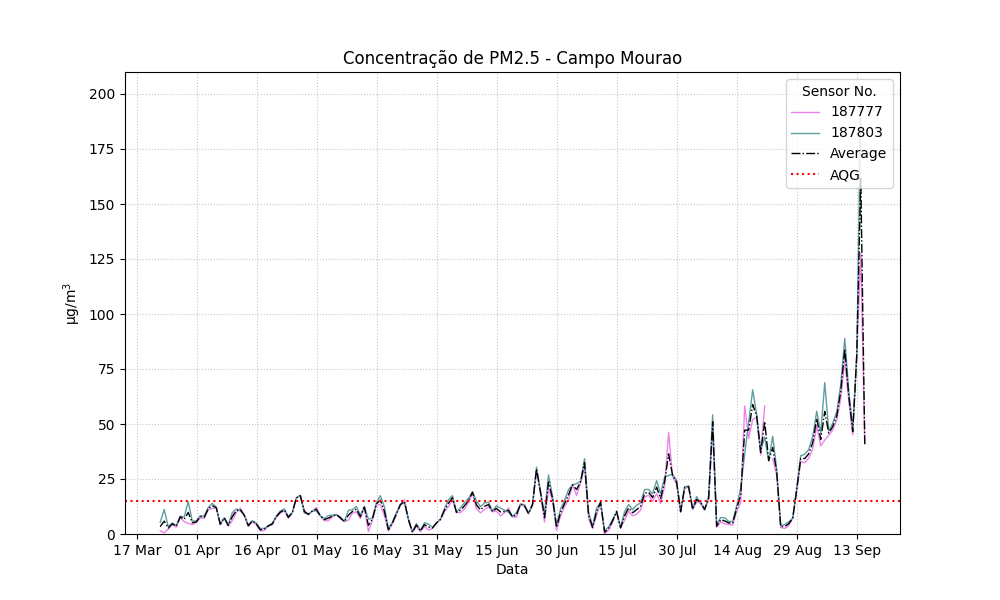 Concentração de PM2.5 - Campo Mourao
Sensor No.
187777
187803
Average
AQG
200
175
150
125
100
75
50
25
0
µg/m³
17 Mar 01 Apr 16 Apr 01 May 16 May 31 May 15 Jun 30 Jun 15 Jul 30 Jul 14 Aug 29 Aug 13 Sep
Data